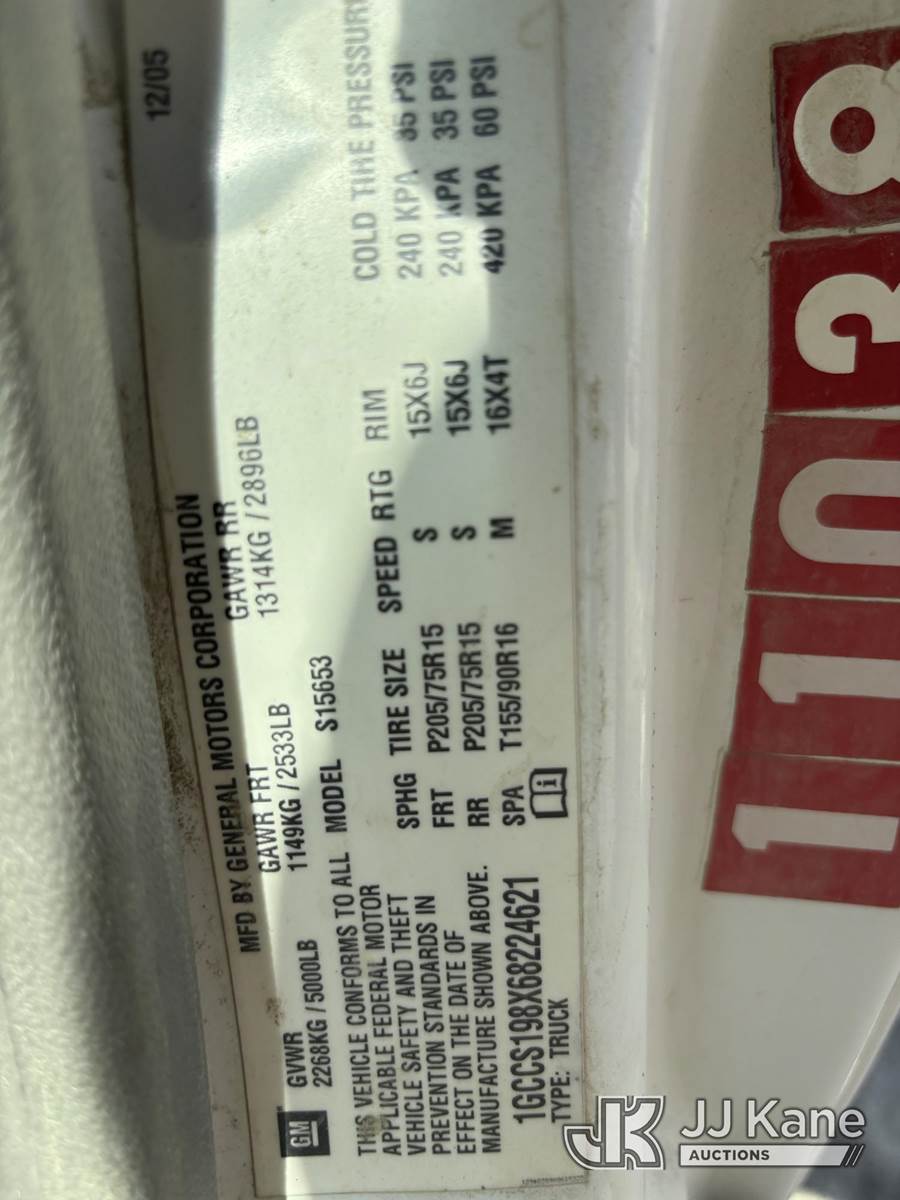 MFD BY GENERAL MOTORS CORPORATION 12/05
GM
GVWR GAWR FRT GAWR RR
2268KG / 5000LB 1149KG / 2533LB 1314KG / 2896LB
THIS VEHICLE CONFORMS TO ALL
APPLICABLE FEDERAL MOTOR
VEHICLE SAFETY AND THEFT
PREVENTION STANDARDS IN
EFFECT ON THE DATE OF
MANUFACTURE SHOWN ABOVE.
1GCCS198X68224621
TYPE: TRUCK
MODEL S15653
SPHG TIRE SIZE SPEED RTG RIM COLD TIRE PRESSURE
FRT P205/75R15 S 15X6J 240 KPA 35 PSI
RR P205/75R15 S 15X6J 240 KPA 35 PSI
SPA T155/90R16 M 16X4T 420 KPA 60 PSI
11038
JK JJ Kane
AUCTIONS